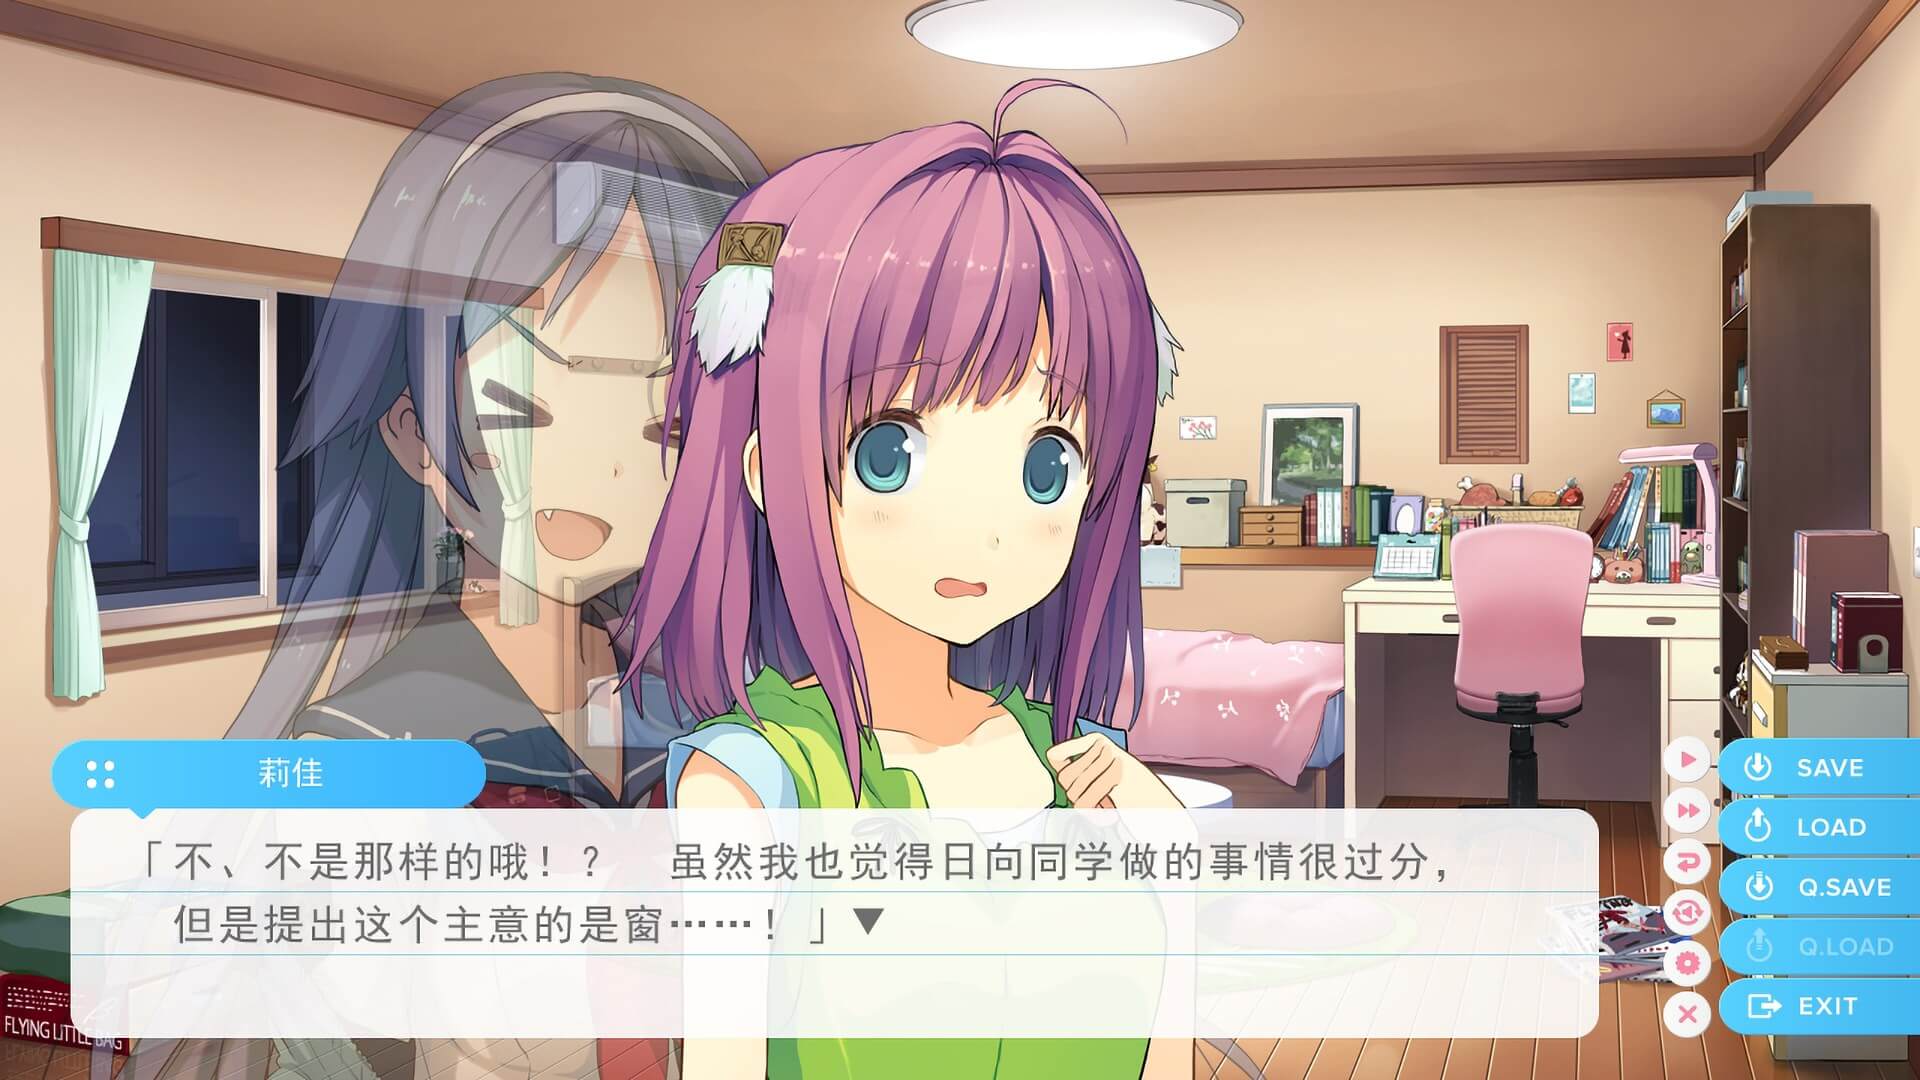 莉佳
「不、不是那样的哦！？　虽然我也觉得日向同学做的事情很过分，
但是提出这个主意的是窗……！」▼
SAVE
LOAD
Q.SAVE
Q.LOAD
EXIT
FLYING LITTLE BAG